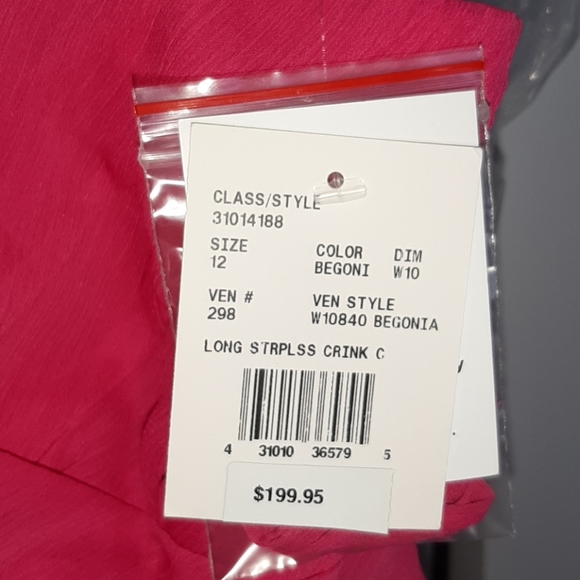 CLASS/STYLE
31014188
SIZE COLOR DIM
12 BEGONI W10
VEN # VEN STYLE
298 W10840 BEGONIA
LONG STRPLSS CRINK C
4 31010 36579 5
$199.95